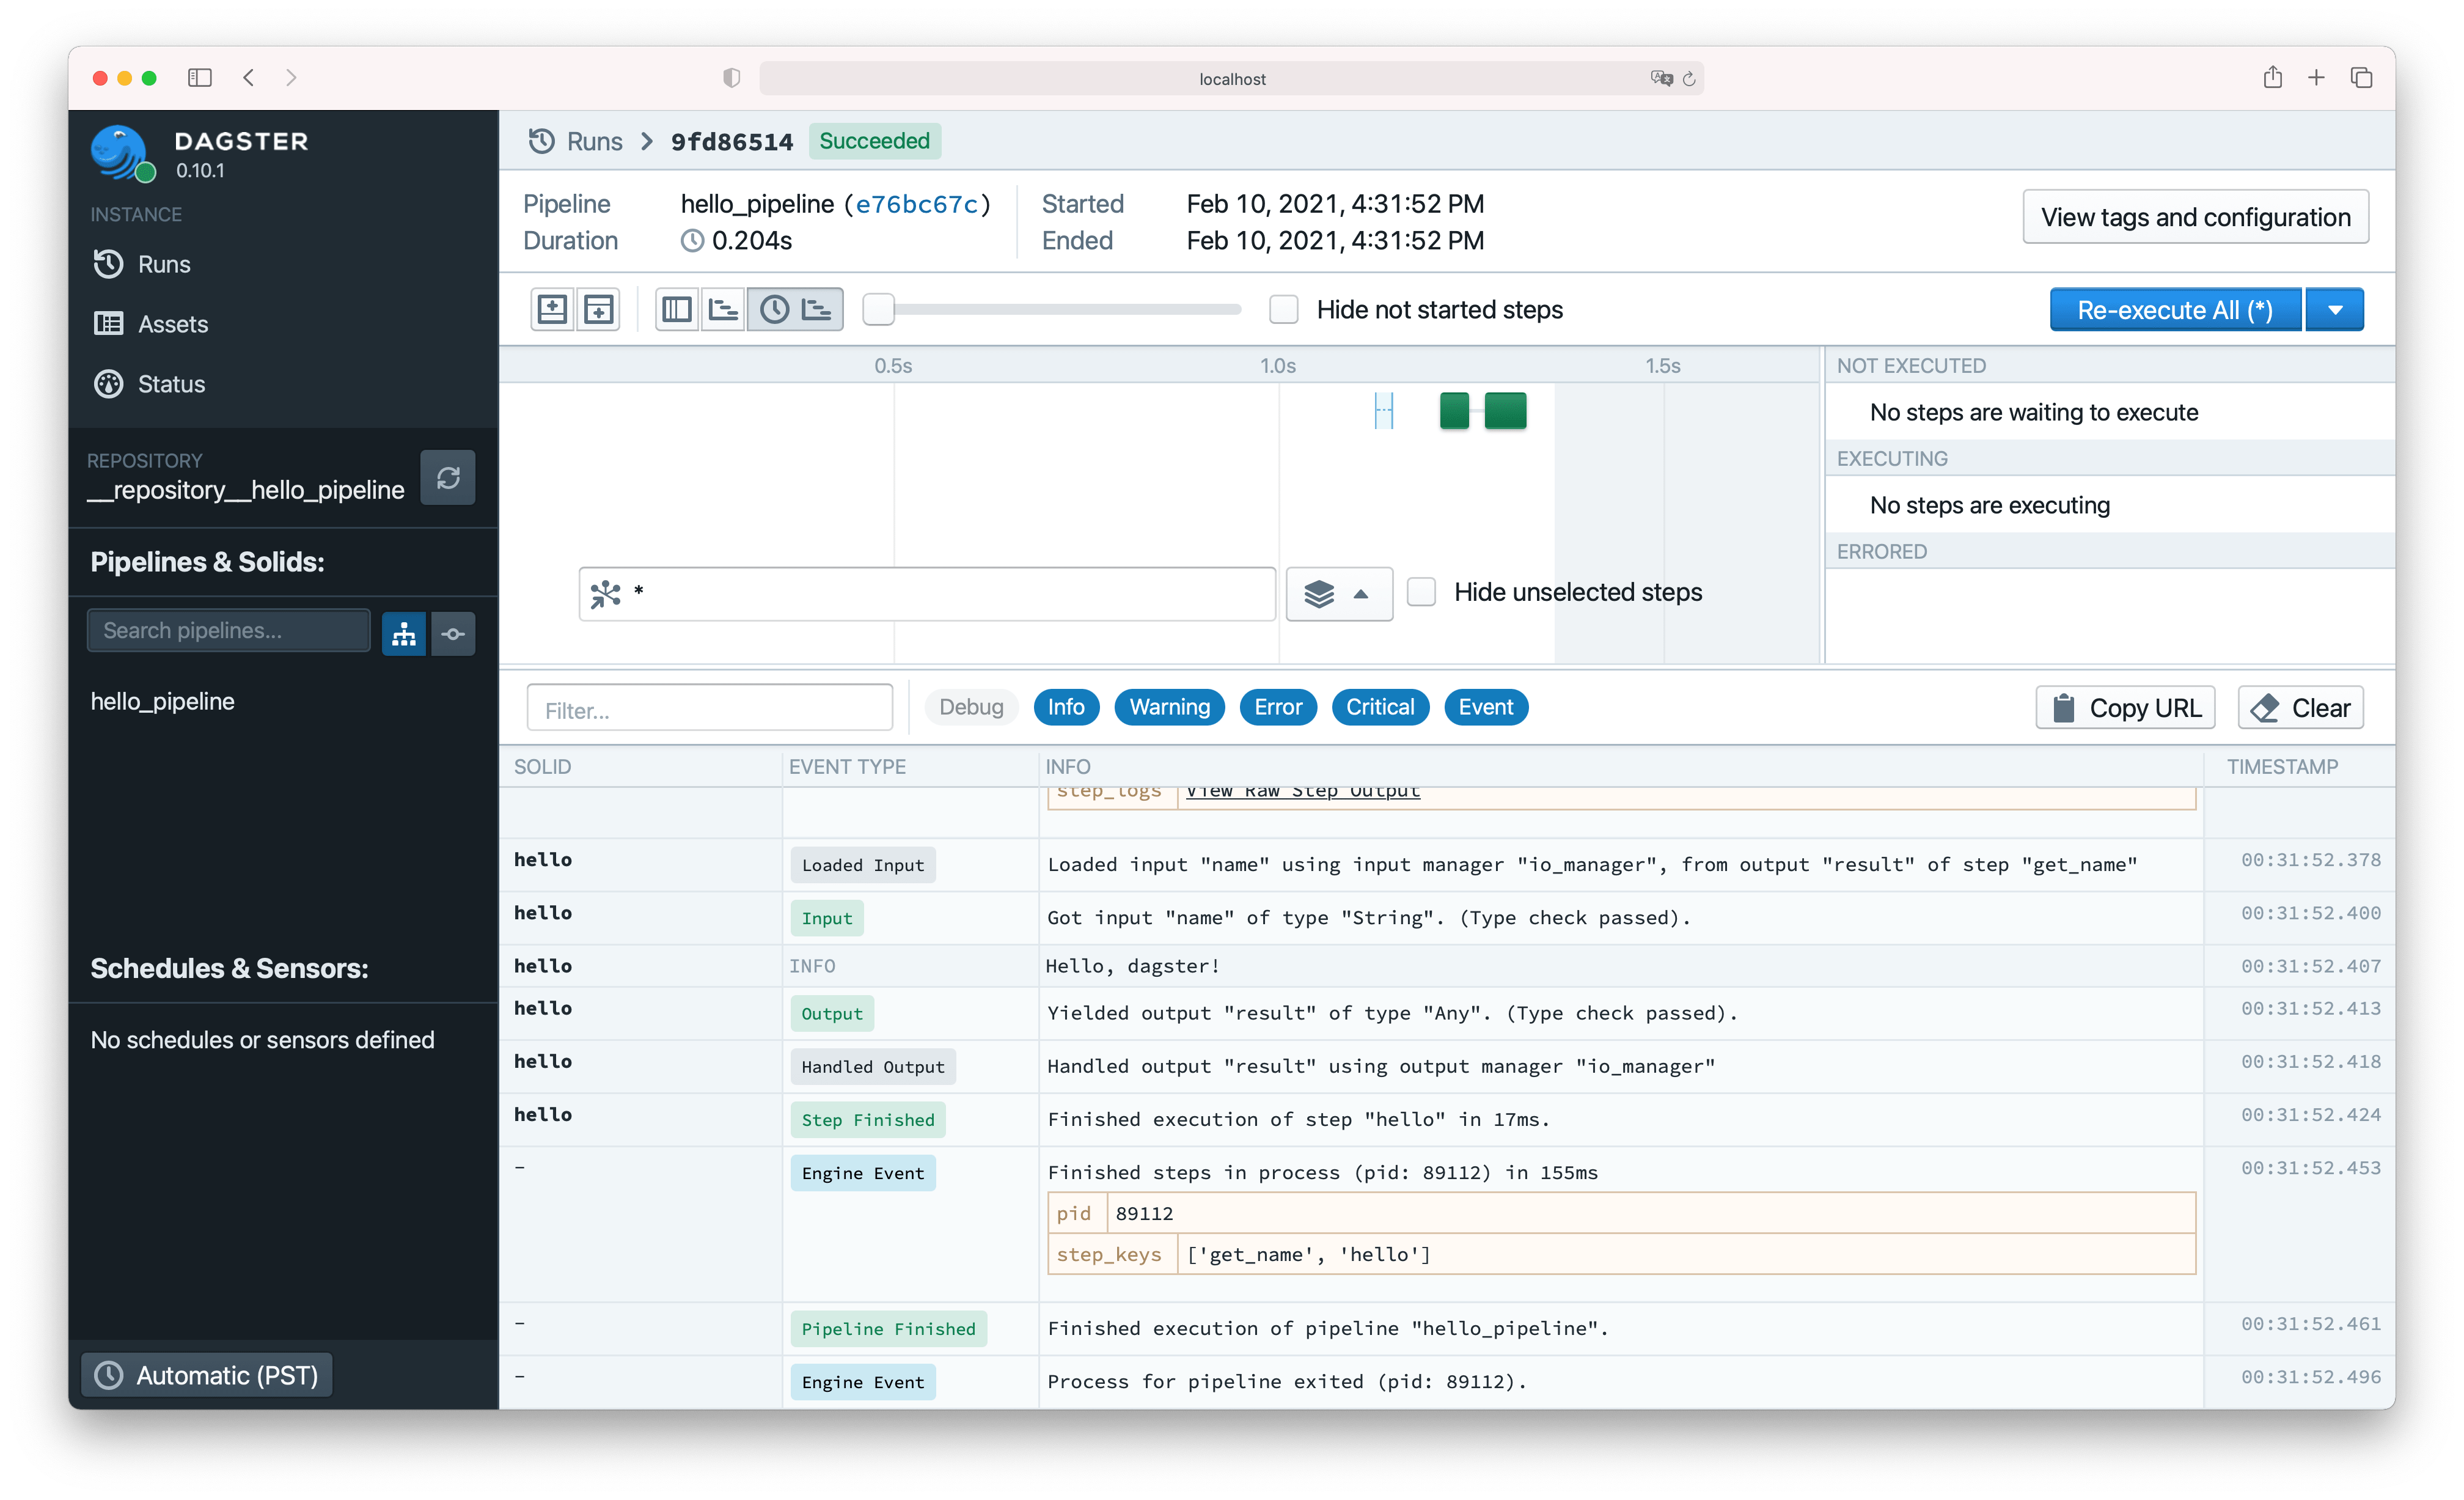 localhost
DAGSTER
0.10.1
INSTANCE
Runs
Assets
Status
REPOSITORY
__repository__hello_pipeline
Pipelines & Solids:
Search pipelines...
hello_pipeline
Schedules & Sensors:
No schedules or sensors defined
Automatic (PST)
Runs > 9fd86514 Succeeded
Pipeline hello_pipeline (e76bc67c) Started Feb 10, 2021, 4:31:52 PM
Duration 0.204s Ended Feb 10, 2021, 4:31:52 PM
View tags and configuration
Hide not started steps
Re-execute All (*)
0.5s 1.0s 1.5s
NOT EXECUTED
No steps are waiting to execute
EXECUTING
No steps are executing
ERRORED
* Hide unselected steps
Filter... Debug Info Warning Error Critical Event Copy URL Clear
SOLID EVENT TYPE INFO TIMESTAMP
step_logs View Raw Step Output
hello Loaded Input Loaded input "name" using input manager "io_manager", from output "result" of step "get_name" 00:31:52.378
hello Input Got input "name" of type "String". (Type check passed). 00:31:52.400
hello INFO Hello, dagster! 00:31:52.407
hello Output Yielded output "result" of type "Any". (Type check passed). 00:31:52.413
hello Handled Output Handled output "result" using output manager "io_manager" 00:31:52.418
hello Step Finished Finished execution of step "hello" in 17ms. 00:31:52.424
– Engine Event Finished steps in process (pid: 89112) in 155ms 00:31:52.453
pid 89112
step_keys ['get_name', 'hello']
– Pipeline Finished Finished execution of pipeline "hello_pipeline". 00:31:52.461
– Engine Event Process for pipeline exited (pid: 89112). 00:31:52.496